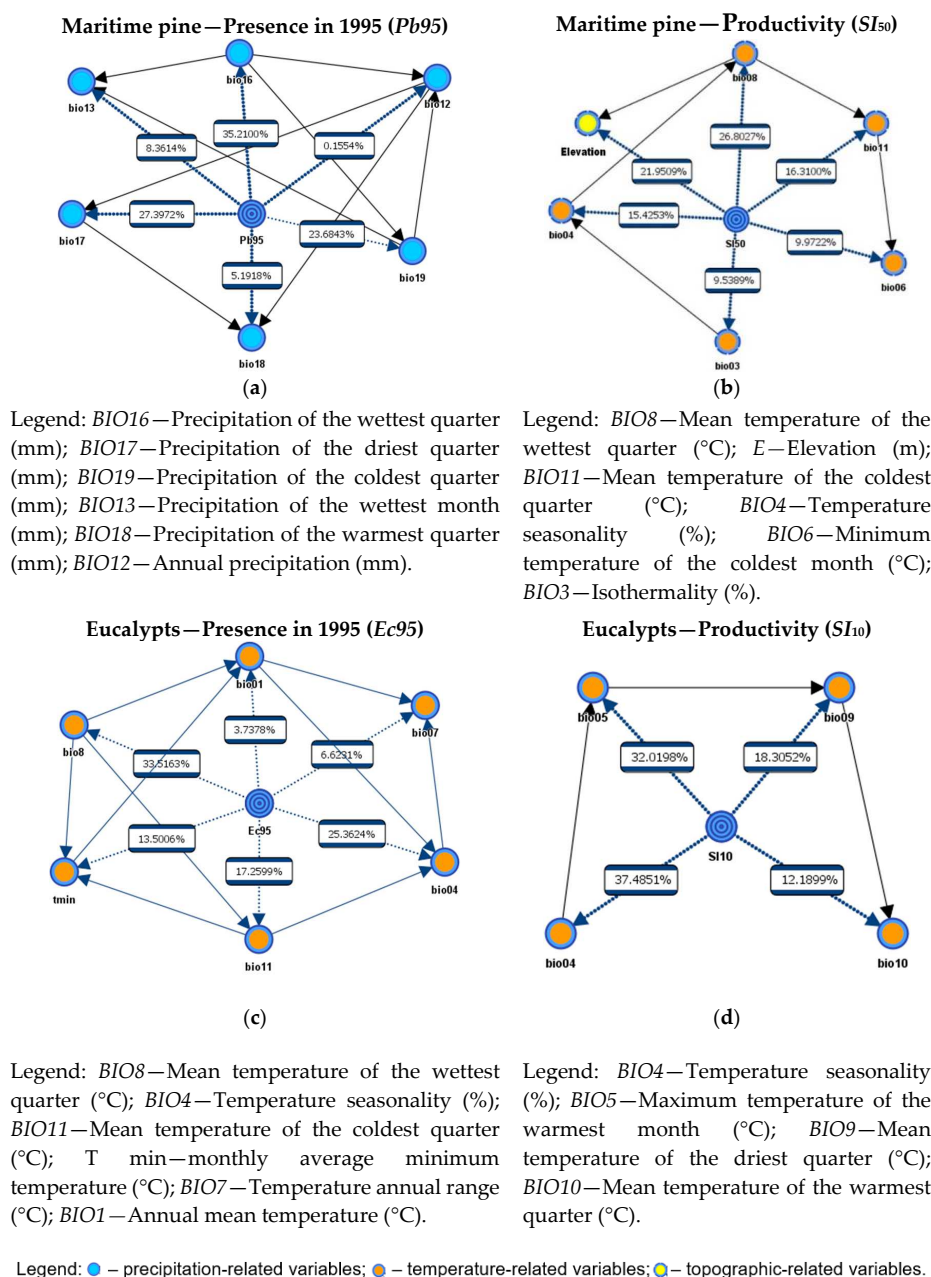 Maritime pine—Presence in 1995 (Pb95)
bio16
bio13
bio12
8.3614%
35.2100%
0.1554%
27.3972%
bio17
Pb95
23.6843%
bio19
5.1918%
bio18
(a)
Legend: BIO16—Precipitation of the wettest quarter
(mm); BIO17—Precipitation of the driest quarter
(mm); BIO19—Precipitation of the coldest quarter
(mm); BIO13—Precipitation of the wettest month
(mm); BIO18—Precipitation of the warmest quarter
(mm); BIO12—Annual precipitation (mm).
Maritime pine—Productivity (SI50)
bio08
Elevation
bio11
26.8027%
21.9509%
16.3100%
bio04
15.4253%
SI50
9.9722%
bio06
9.5389%
bio03
(b)
Legend: BIO8—Mean temperature of the
wettest quarter (°C); E—Elevation (m);
BIO11—Mean temperature of the coldest
quarter (°C); BIO4—Temperature
seasonality (%); BIO6—Minimum
temperature of the coldest month (°C);
BIO3—Isothermality (%).
Eucalypts—Presence in 1995 (Ec95)
bio01
bio07
bio8
3.7378%
6.6231%
33.5163%
Ec95
13.5006%
25.3624%
17.2599%
tmin
bio04
bio11
(c)
Legend: BIO8—Mean temperature of the wettest
quarter (°C); BIO4—Temperature seasonality (%);
BIO11—Mean temperature of the coldest quarter
(°C); T min—monthly average minimum
temperature (°C); BIO7—Temperature annual range
(°C); BIO1—Annual mean temperature (°C).
Eucalypts—Productivity (SI10)
bio05
bio09
32.0198%
18.3052%
SI10
37.4851%
12.1899%
bio04
bio10
(d)
Legend: BIO4—Temperature seasonality
(%); BIO5—Maximum temperature of the
warmest month (°C); BIO9—Mean
temperature of the driest quarter (°C);
BIO10—Mean temperature of the warmest
quarter (°C).
Legend: – precipitation-related variables; – temperature-related variables; – topographic-related variables.